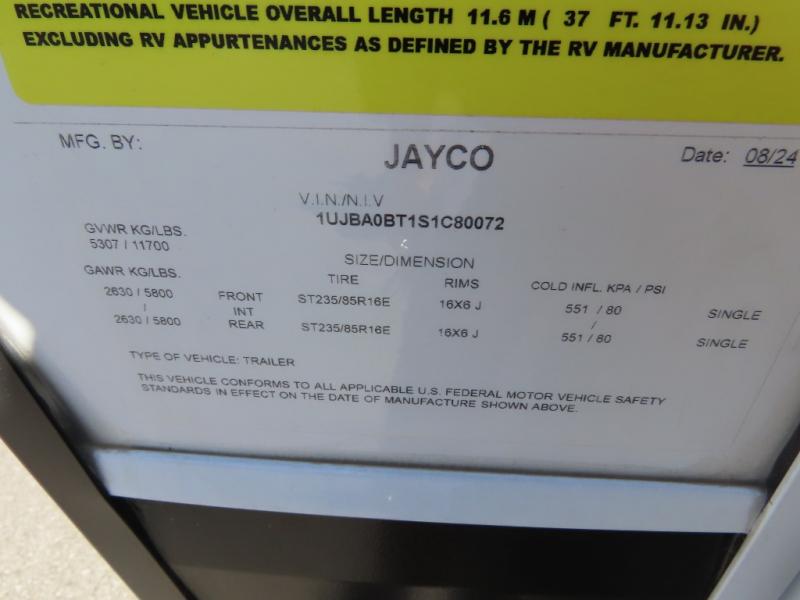 RECREATIONAL VEHICLE OVERALL LENGTH 11.6 M ( 37 FT. 11.13 IN.)
EXCLUDING RV APPURTENANCES AS DEFINED BY THE RV MANUFACTURER.
MFG. BY: JAYCO Date: 08/24
V.I.N./N.I.V
1UJBA0BT1S1C80072
GVWR KG/LBS.
5307 / 11700
SIZE/DIMENSION
GAWR KG/LBS. TIRE RIMS COLD INFL. KPA / PSI
2630 / 5800 FRONT ST235/85R16E 16X6 J 551 / 80 SINGLE
/ INT /
2630 / 5800 REAR ST235/85R16E 16X6 J 551 / 80 SINGLE
TYPE OF VEHICLE: TRAILER
THIS VEHICLE CONFORMS TO ALL APPLICABLE U.S. FEDERAL MOTOR VEHICLE SAFETY
STANDARDS IN EFFECT ON THE DATE OF MANUFACTURE SHOWN ABOVE.